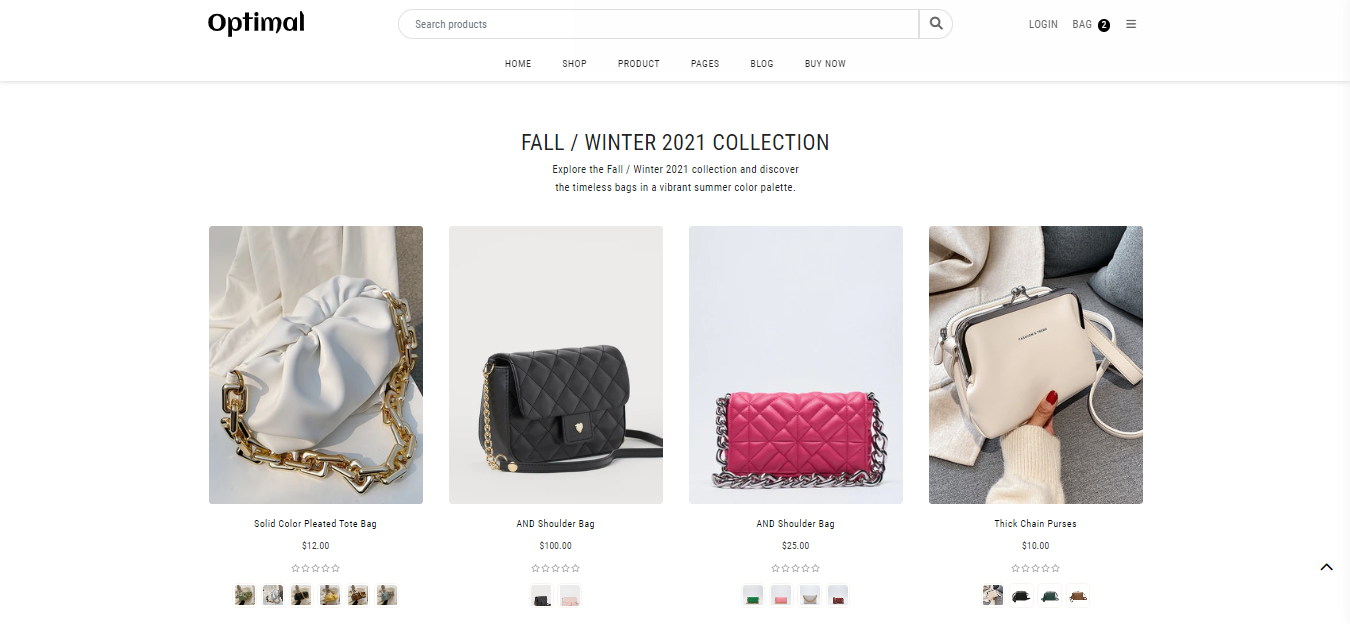 Optimal
Search products
LOGIN
BAG 2
HOME
SHOP
PRODUCT
PAGES
BLOG
BUY NOW
FALL / WINTER 2021 COLLECTION
Explore the Fall / Winter 2021 collection and discover
the timeless bags in a vibrant summer color palette.
Solid Color Pleated Tote Bag
$12.00
AND Shoulder Bag
$100.00
AND Shoulder Bag
$25.00
Thick Chain Purses
$10.00